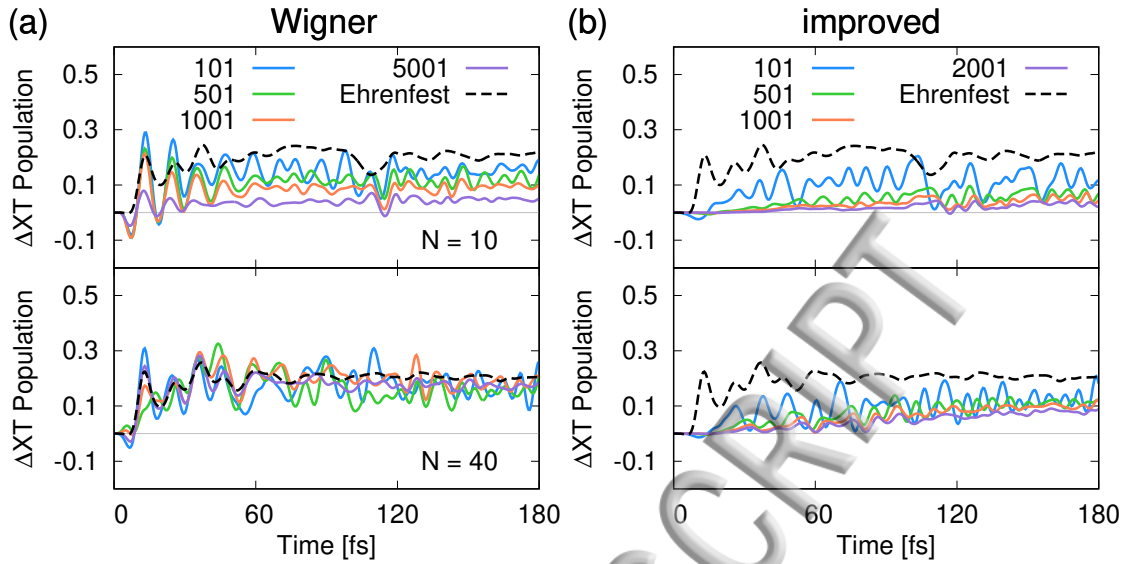 (a) Wigner
101 5001
501 Ehrenfest
1001
0.5
0.3
0.1
-0.1
ΔXT Population
N = 10
0.5
0.3
0.1
-0.1
ΔXT Population
N = 40
0 60 120 180
Time [fs]
(b) improved
101 2001
501 Ehrenfest
1001
0.5
0.3
0.1
-0.1
ΔXT Population
0.5
0.3
0.1
-0.1
ΔXT Population
0 60 120 180
Time [fs]
SCRIPT